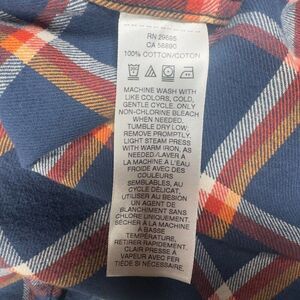 RN 29685
CA 56890
100% COTTON/COTON
MACHINE WASH WITH
LIKE COLORS, COLD,
GENTLE CYCLE. ONLY
NON-CHLORINE BLEACH
WHEN NEEDED.
TUMBLE DRY LOW;
REMOVE PROMPTLY.
LIGHT STEAM PRESS
WITH WARM IRON, AS
NEEDED/LAVER A
LA MACHINE A L'EAU
FROIDE AVEC DES
COULEURS
SEMBLABLES, AU
CYCLE DÉLICAT,
UTILISER AU BESOIN
UN AGENT DE
BLANCHIMENT SANS
CHLORE UNIQUEMENT.
SÉCHER A LA MACHINE
A BASSE
TEMPÉRATURE,
RETIRER RAPIDEMENT.
CLAIR PRESSE A
VAPEUR AVEC FER
TIÈDE SI NÉCESSAIRE.